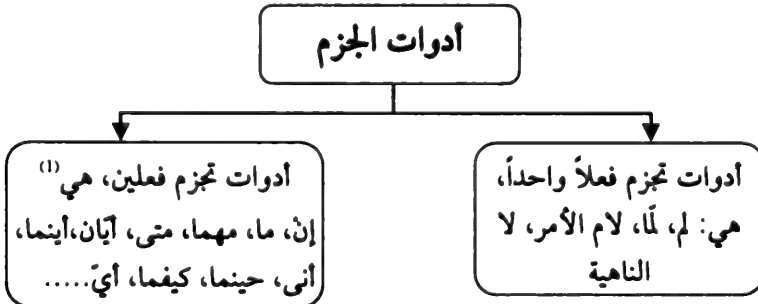 أدوات الجزم
أدوات تجزم فعلاً واحداً،
هي: لم، لمّا، لام الأمر، لا
الناهية
أدوات تجزم فعلين، هي(1)
إنْ، ما، مهما، متى، أيّان،أينما،
أنى، حينما، كيفما، أيّ.....